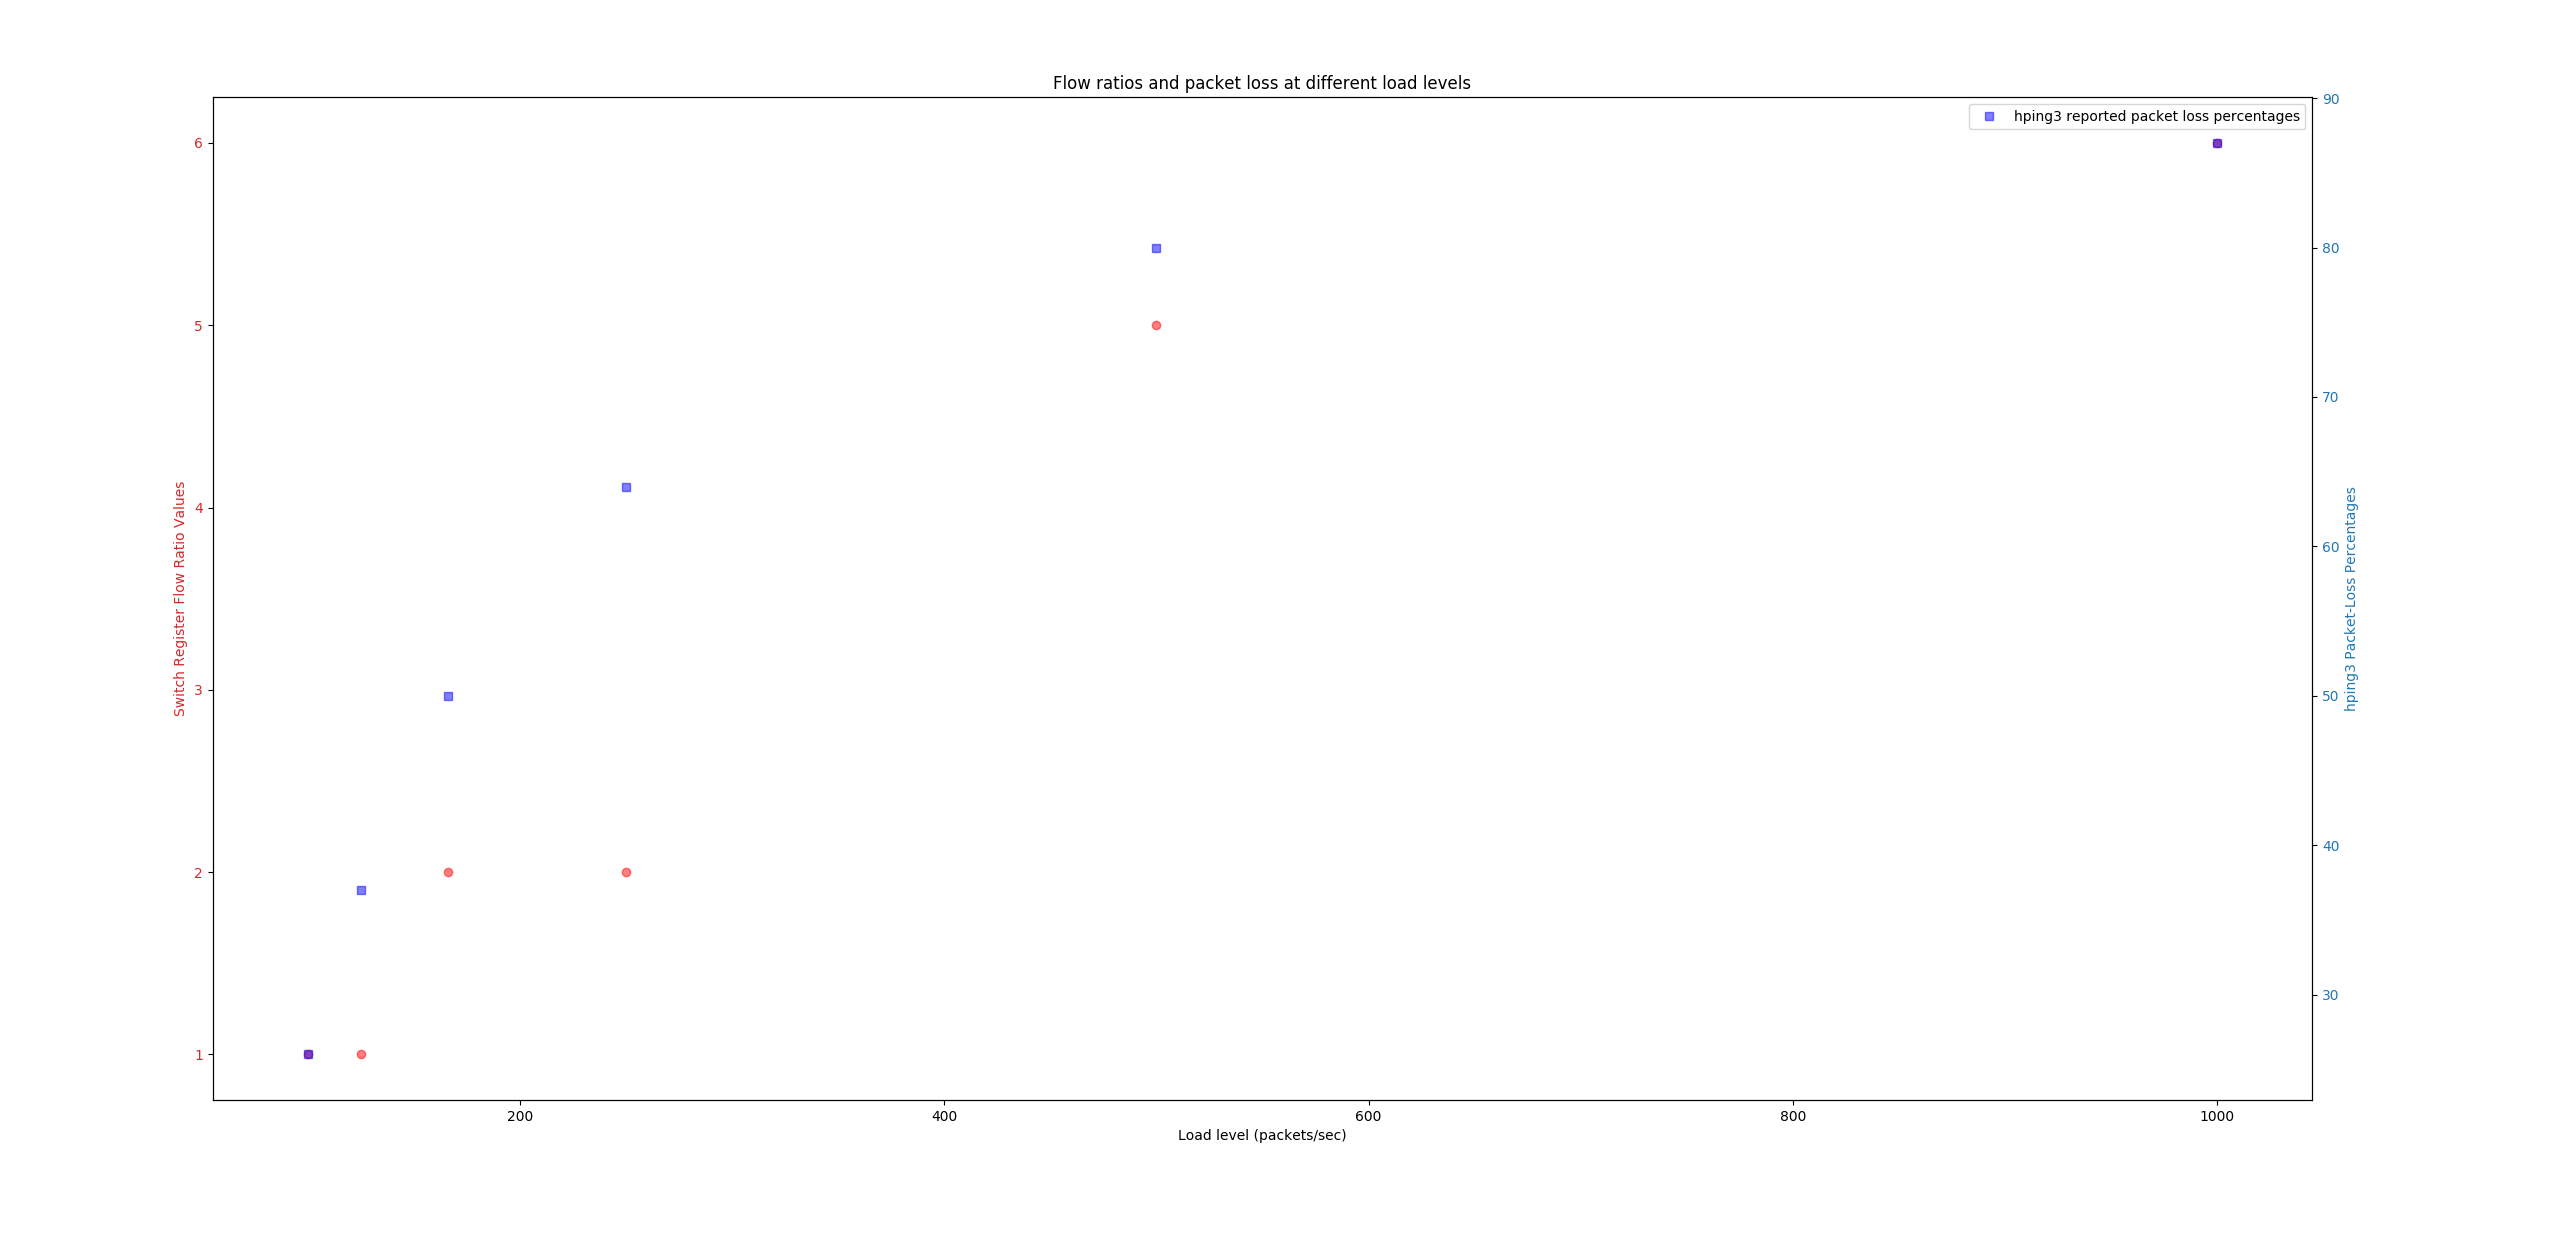 Flow ratios and packet loss at different load levels
hping3 reported packet loss percentages
6
5
4
3
2
1
Switch Register Flow Ratio Values
90
80
70
60
50
40
30
hping3 Packet-Loss Percentages
200 400 600 800 1000
Load level (packets/sec)